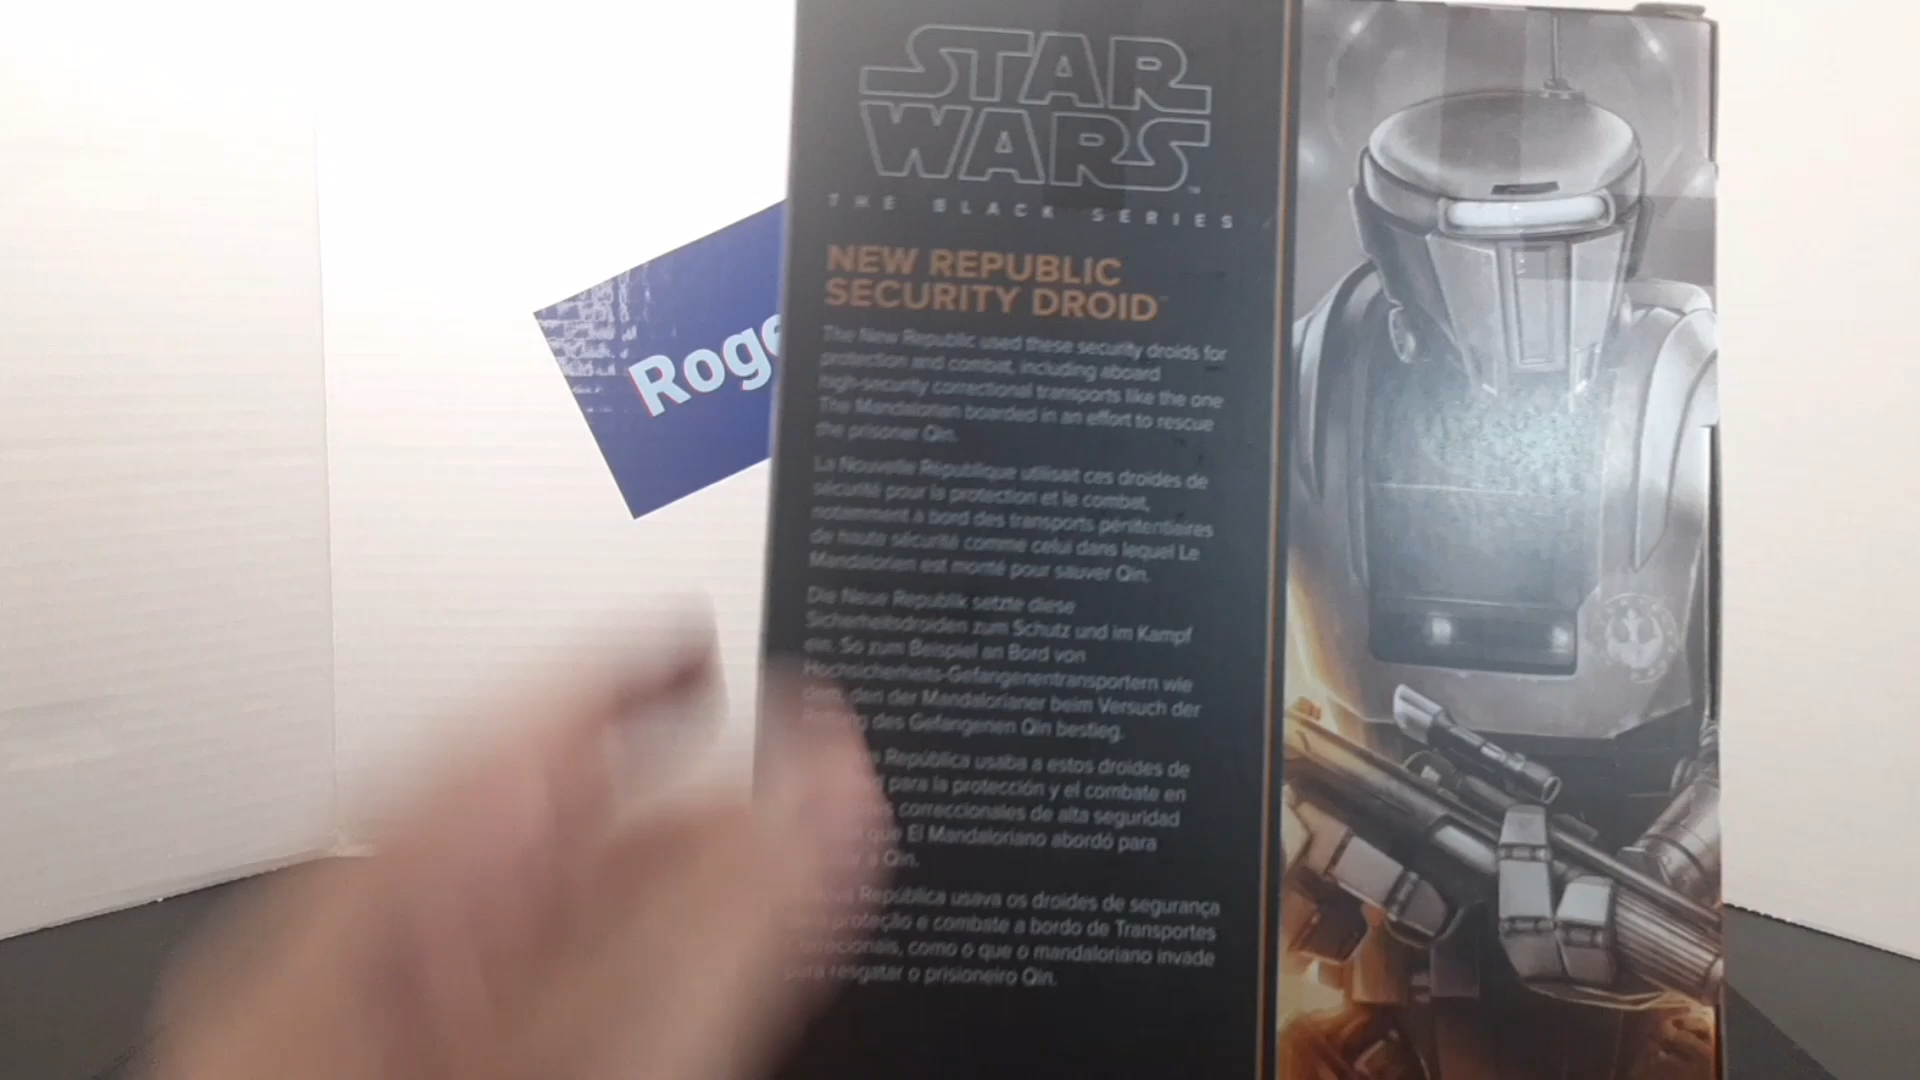 STAR
WARS™
THE BLACK SERIES
NEW REPUBLIC
SECURITY DROID™
The New Republic used these security droids for
protection and combat, including aboard
high-security correctional transports like the one
The Mandalorian boarded in an effort to rescue
the prisoner Qin.
La Nouvelle République utilisait ces droïdes de
sécurité pour la protection et le combat,
notamment à bord des transports pénitentiaires
de haute sécurité comme celui dans lequel Le
Mandalorien est monté pour sauver Qin.
Die Neue Republik setzte diese
Sicherheitsdroiden zum Schutz und im Kampf
ein. So zum Beispiel an Bord von
Hochsicherheits-Gefangenentransportern wie
dem, den der Mandalorianer beim Versuch der
des Gefangenen Qin bestieg.
República usaba a estos droides de
para la protección y el combate en
correccionales de alta seguridad
que El Mandaloriano abordó para
a Qin.
República usava os droides de segurança
proteção e combate a bordo de Transportes
Correcionais, como o que o mandaloriano invade
para resgatar o prisioneiro Qin.
Roge